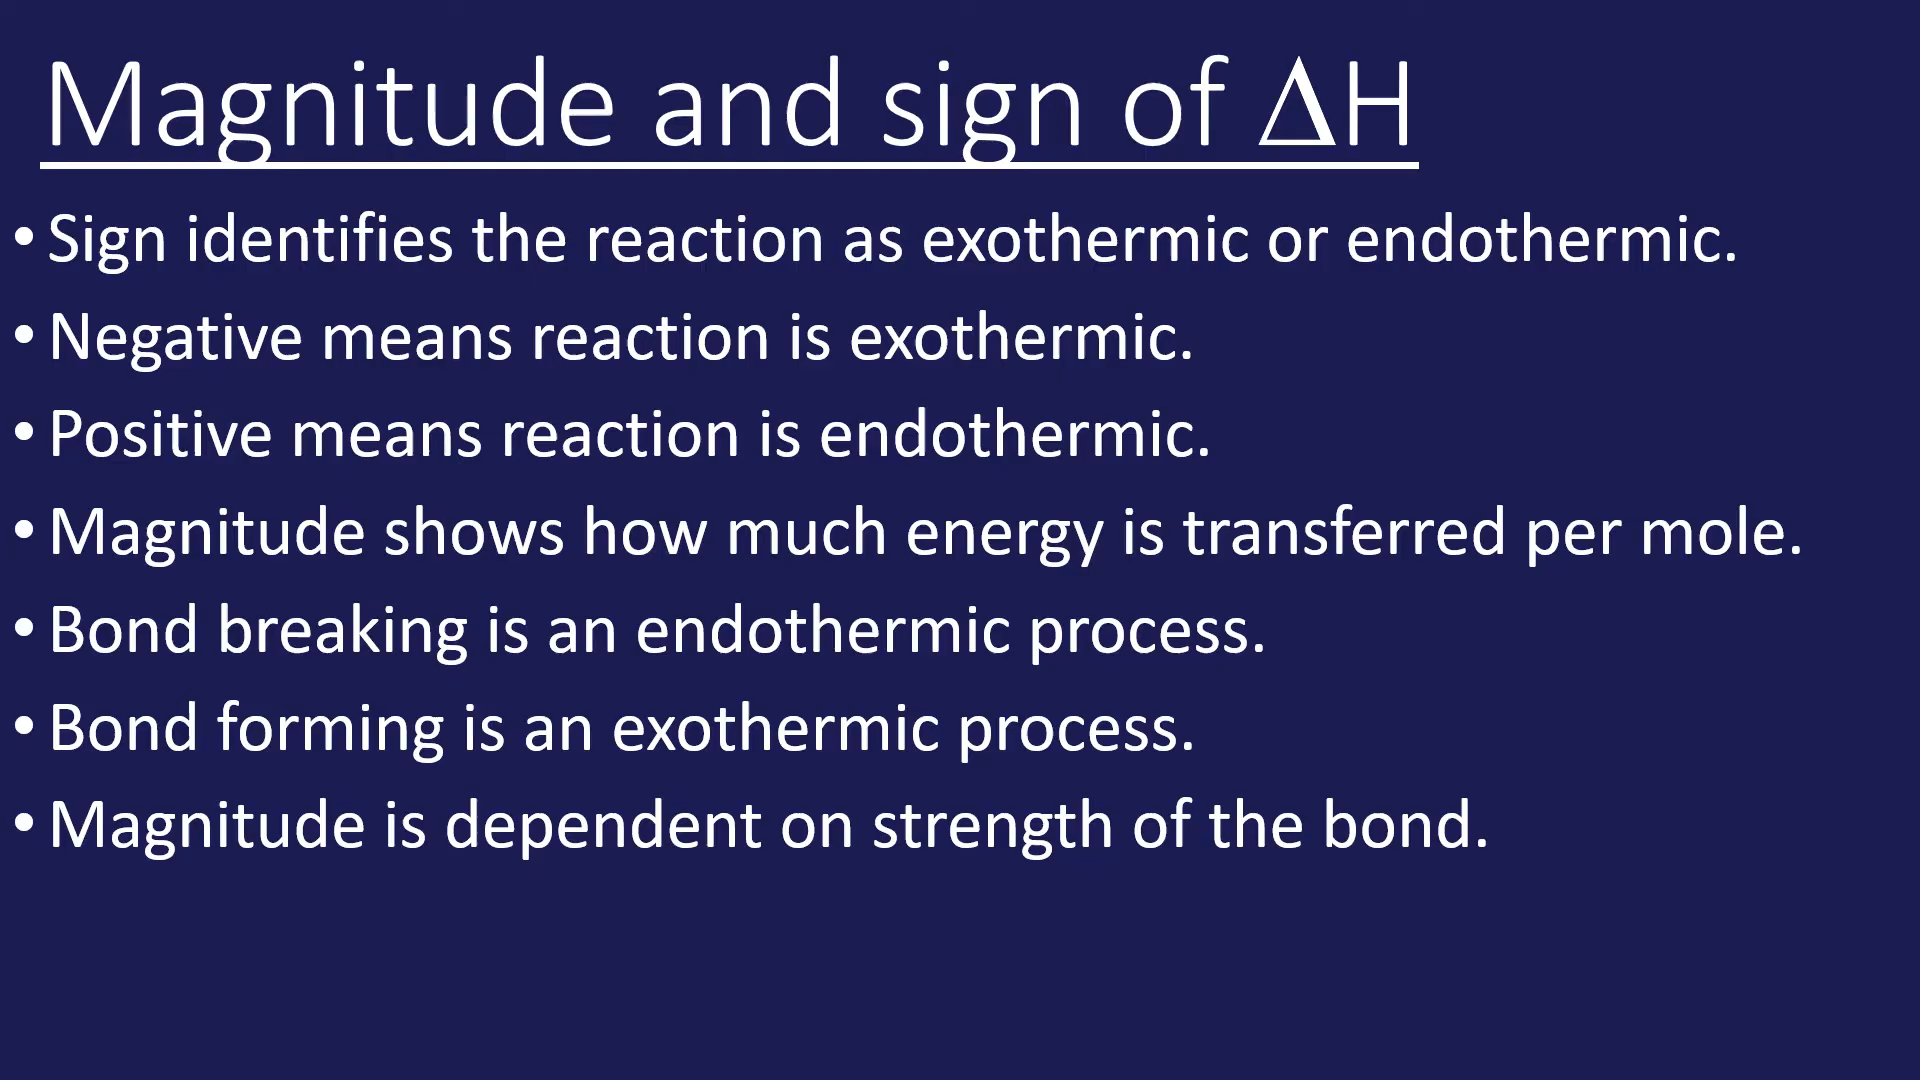 Magnitude and sign of ΔH
• Sign identifies the reaction as exothermic or endothermic.
• Negative means reaction is exothermic.
• Positive means reaction is endothermic.
• Magnitude shows how much energy is transferred per mole.
• Bond breaking is an endothermic process.
• Bond forming is an exothermic process.
• Magnitude is dependent on strength of the bond.